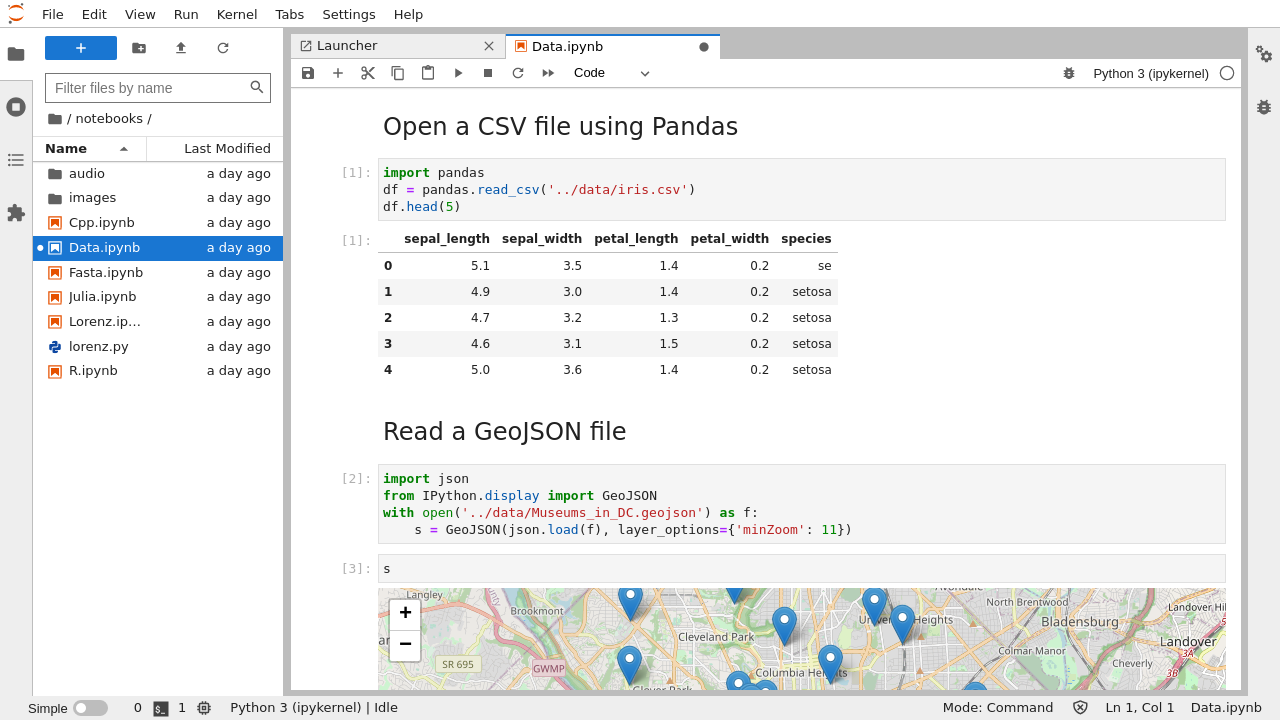 File Edit View Run Kernel Tabs Settings Help
Filter files by name
/ notebooks /
Name Last Modified
audio a day ago
images a day ago
Cpp.ipynb a day ago
Data.ipynb a day ago
Fasta.ipynb a day ago
Julia.ipynb a day ago
Lorenz.ip… a day ago
lorenz.py a day ago
R.ipynb a day ago
Launcher Data.ipynb
Code Python 3 (ipykernel)
Open a CSV file using Pandas
[1]: import pandas
df = pandas.read_csv('../data/iris.csv')
df.head(5)
[1]: sepal_length sepal_width petal_length petal_width species
0 5.1 3.5 1.4 0.2 se
1 4.9 3.0 1.4 0.2 setosa
2 4.7 3.2 1.3 0.2 setosa
3 4.6 3.1 1.5 0.2 setosa
4 5.0 3.6 1.4 0.2 setosa
Read a GeoJSON file
[2]: import json
from IPython.display import GeoJSON
with open('../data/Museums_in_DC.geojson') as f:
s = GeoJSON(json.load(f), layer_options={'minZoom': 11})
[3]: s
+
−
Langley
Brookmont
North Brentwood
Landover Hil
Bladensburg
Cleveland Park
Landover
Colmar Manor
Cheverly
SR 695
GWMP
Columbia Heights
3A
Simple 0 1 Python 3 (ipykernel) | Idle Mode: Command Ln 1, Col 1 Data.ipynb